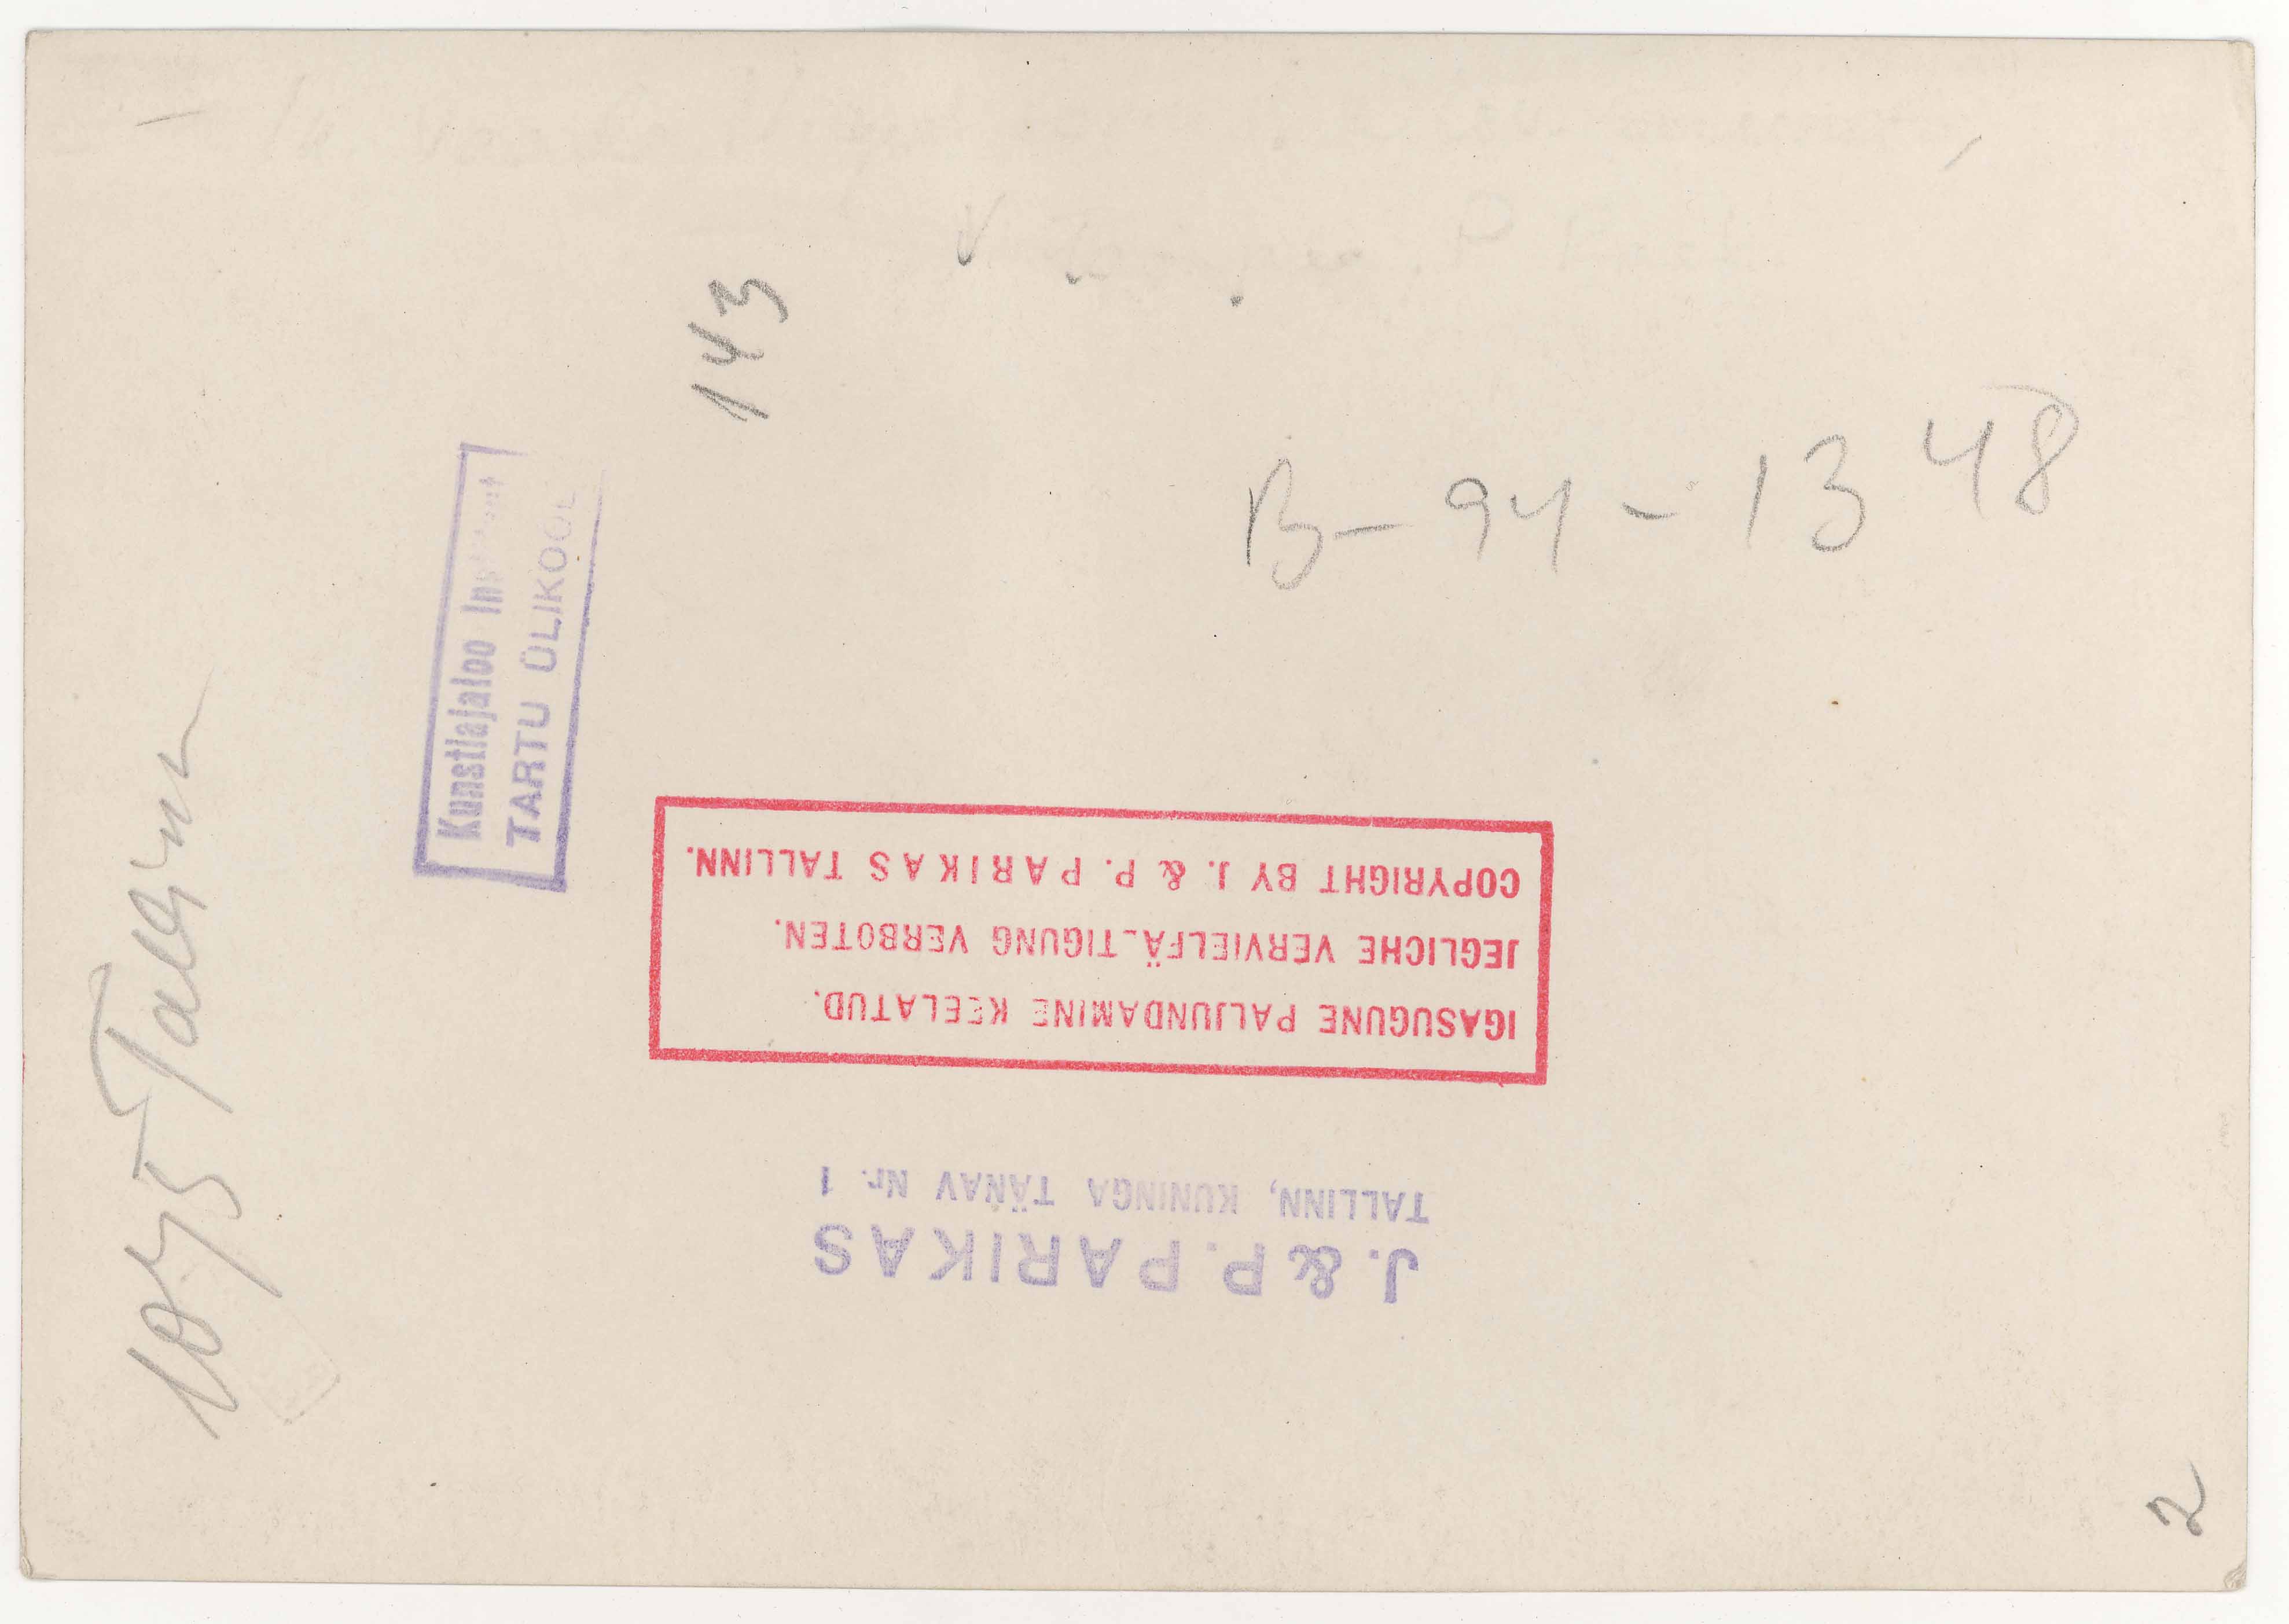 143
B-94-1348
Kunstiajaloo Instituut
TARTU ÜLIKOOL
Tallinn
IGASUGUNE PALJUNDAMINE KEELATUD.
JEGLICHE VERVIELFÄLTIGUNG VERBOTEN.
COPYRIGHT BY J. & P. PARIKAS TALLINN.
J. & P. PARIKAS
TALLINN, KUNINGA TÄNAV Nr. 1
2